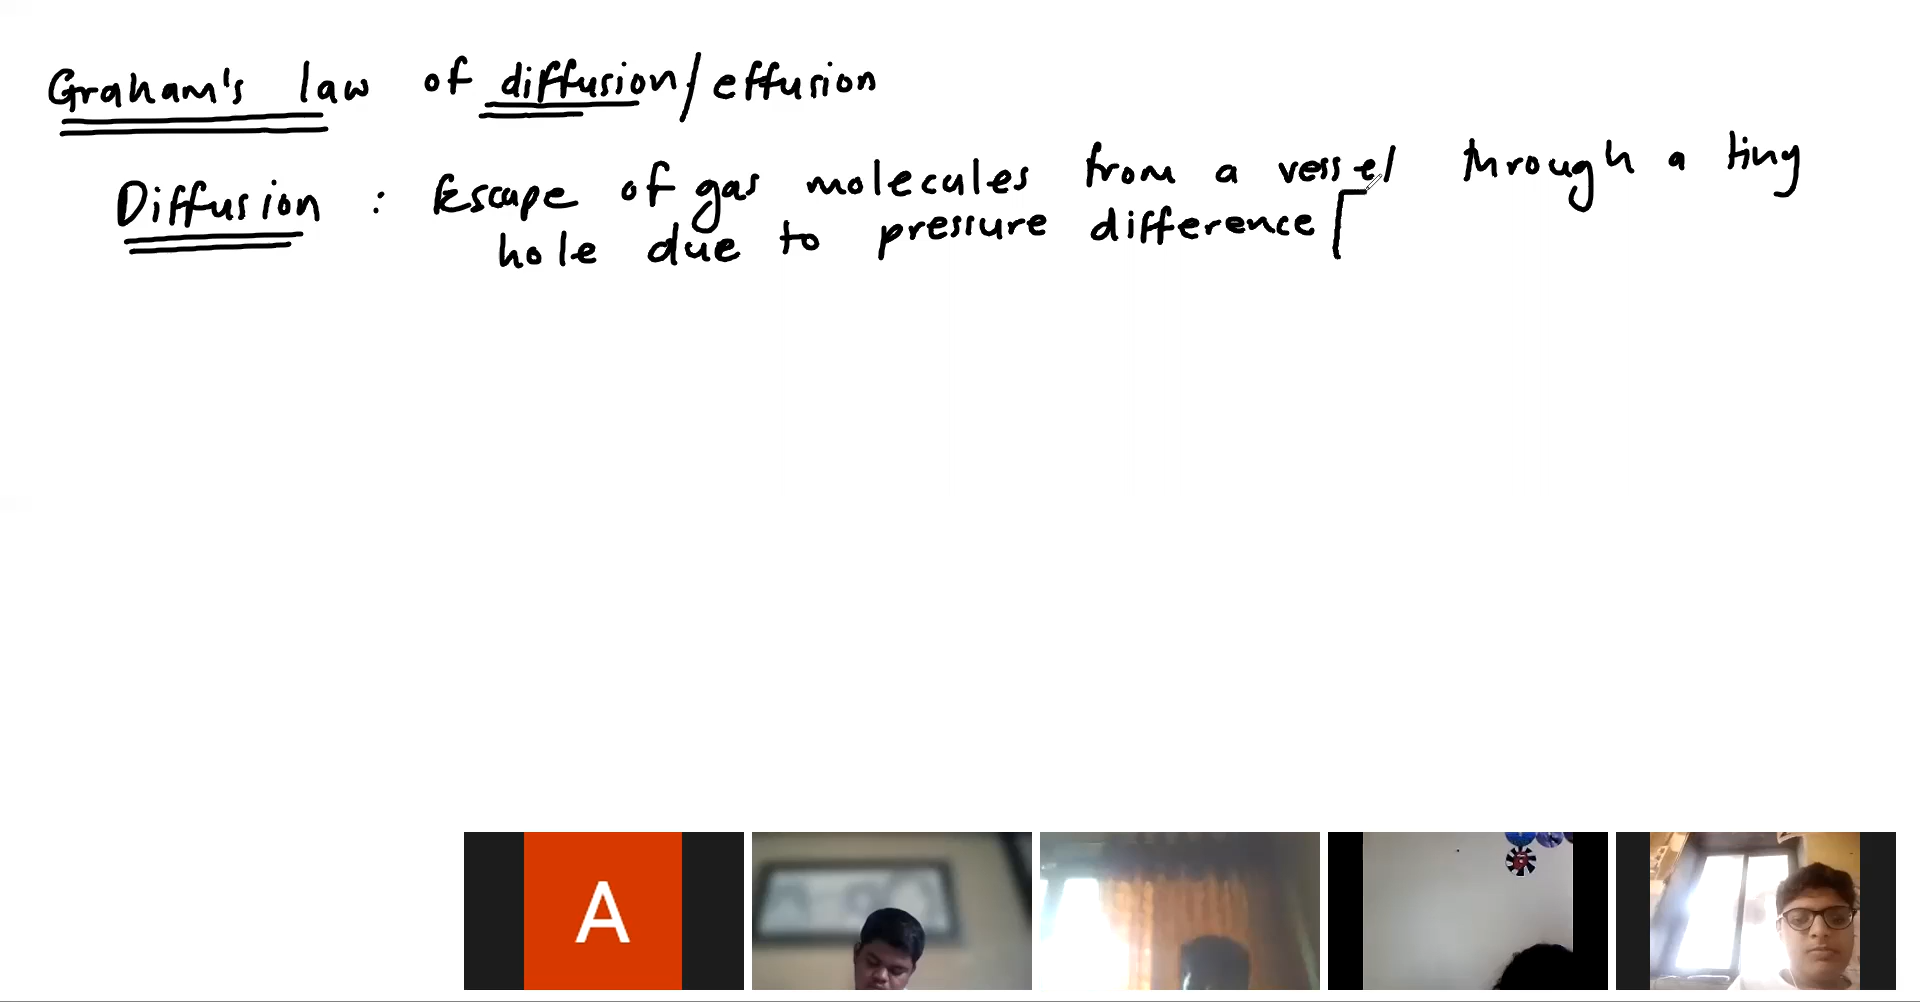 Graham's law of diffusion/effusion
Diffusion : Escape of gas molecules from a vessel through a tiny
hole due to pressure difference
A